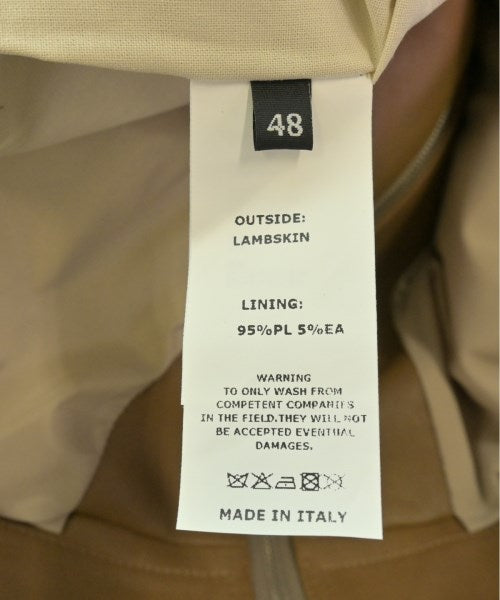 48
OUTSIDE:
LAMBSKIN
LINING:
95%PL 5%EA
WARNING
TO ONLY WASH FROM
COMPETENT COMPANIES
IN THE FIELD.THEY WILL NOT
BE ACCEPTED EVENTUAL
DAMAGES.
MADE IN ITALY